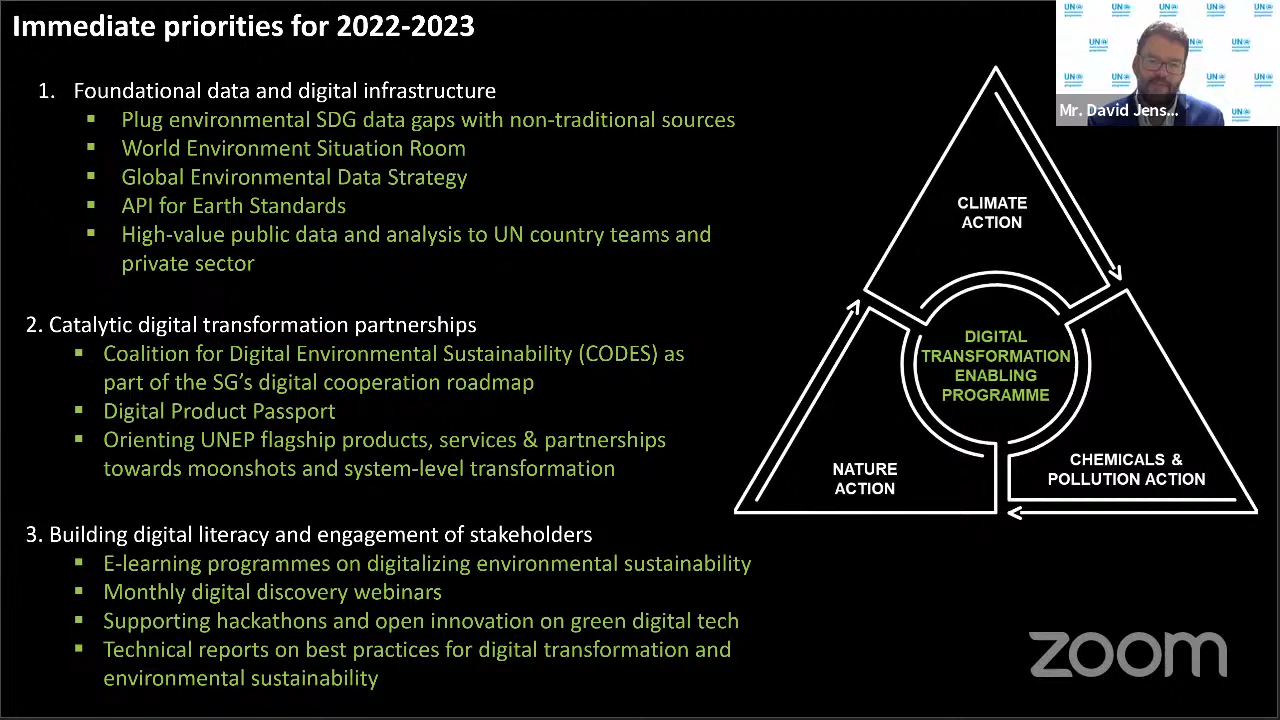 Immediate priorities for 2022-2023
1. Foundational data and digital infrastructure
▪ Plug environmental SDG data gaps with non-traditional sources
▪ World Environment Situation Room
▪ Global Environmental Data Strategy
▪ API for Earth Standards
▪ High-value public data and analysis to UN country teams and
private sector
2. Catalytic digital transformation partnerships
▪ Coalition for Digital Environmental Sustainability (CODES) as
part of the SG's digital cooperation roadmap
▪ Digital Product Passport
▪ Orienting UNEP flagship products, services & partnerships
towards moonshots and system-level transformation
3. Building digital literacy and engagement of stakeholders
▪ E-learning programmes on digitalizing environmental sustainability
▪ Monthly digital discovery webinars
▪ Supporting hackathons and open innovation on green digital tech
▪ Technical reports on best practices for digital transformation and
environmental sustainability
CLIMATE
ACTION
DIGITAL
TRANSFORMATION
ENABLING
PROGRAMME
NATURE
ACTION
CHEMICALS &
POLLUTION ACTION
UN
programme
Mr. David Jens...
zoom